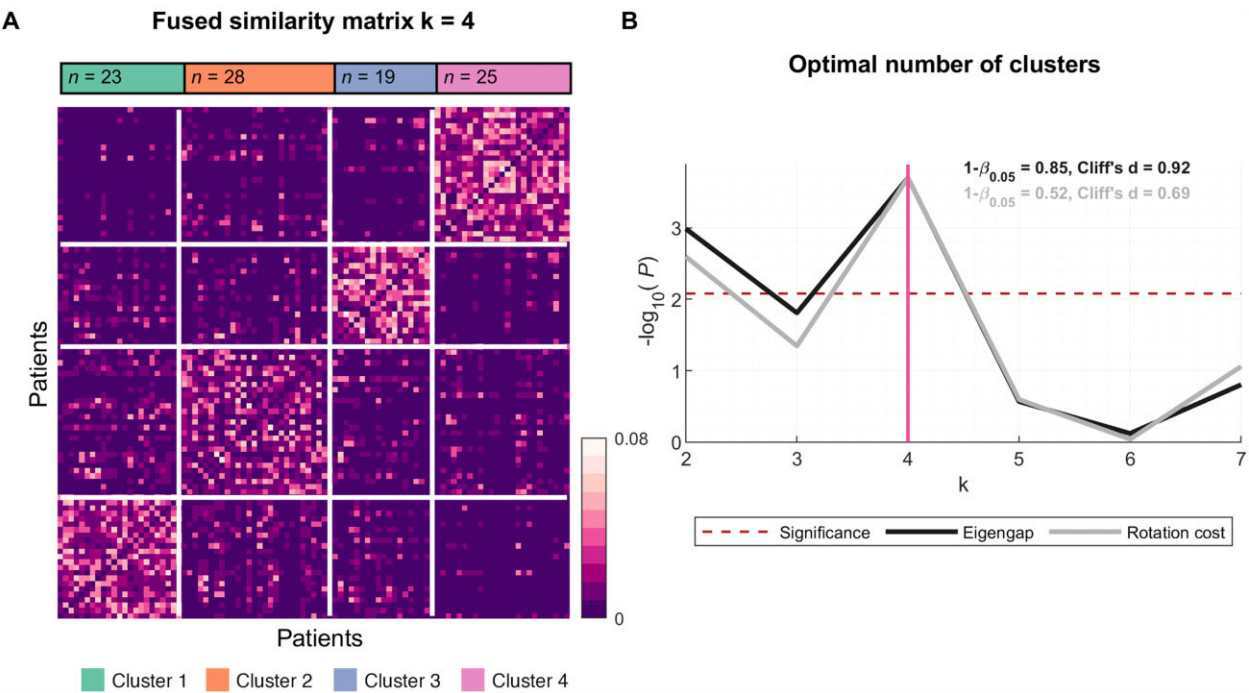 A
Fused similarity matrix k = 4
n = 23
n = 28
n = 19
n = 25
Patients
0.08
0
Patients
Cluster 1
Cluster 2
Cluster 3
Cluster 4
B
Optimal number of clusters
1-β0.05 = 0.85, Cliff's d = 0.92
1-β0.05 = 0.52, Cliff's d = 0.69
-log10( P)
3
2
1
0
2
3
4
5
6
7
k
Significance
Eigengap
Rotation cost